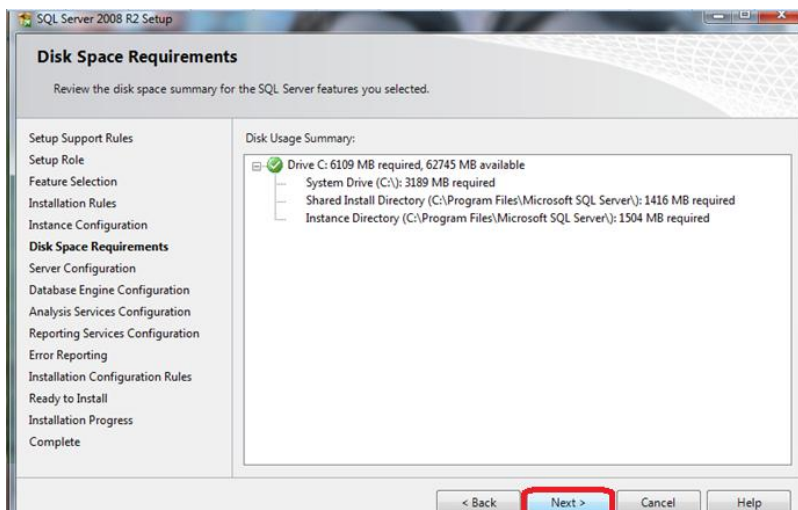 SQL Server 2008 R2 Setup
Disk Space Requirements
Review the disk space summary for the SQL Server features you selected.
Setup Support Rules
Setup Role
Feature Selection
Installation Rules
Instance Configuration
Disk Space Requirements
Server Configuration
Database Engine Configuration
Analysis Services Configuration
Reporting Services Configuration
Error Reporting
Installation Configuration Rules
Ready to Install
Installation Progress
Complete
Disk Usage Summary:
Drive C: 6109 MB required, 62745 MB available
System Drive (C:\): 3189 MB required
Shared Install Directory (C:\Program Files\Microsoft SQL Server\): 1416 MB required
Instance Directory (C:\Program Files\Microsoft SQL Server\): 1504 MB required
< Back Next > Cancel Help